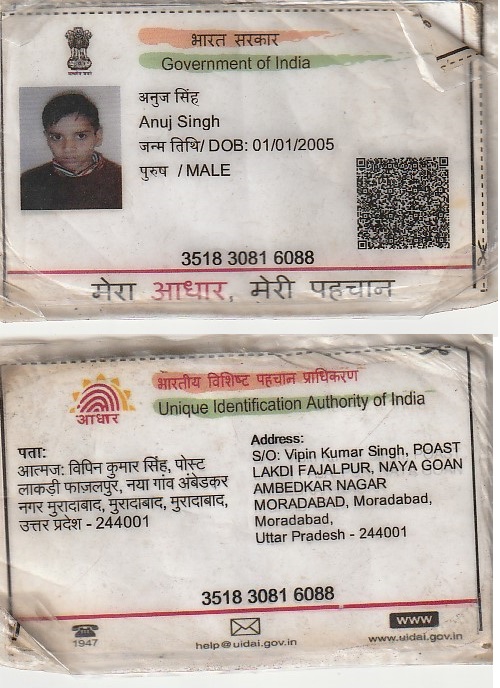 भारत सरकार
Government of India
अनुज सिंह
Anuj Singh
जन्म तिथि/ DOB: 01/01/2005
पुरुष / MALE
3518 3081 6088
मेरा आधार, मेरी पहचान
भारतीय विशिष्ट पहचान प्राधिकरण
Unique Identification Authority of India
आधार
पता:
आत्मज: विपिन कुमार सिंह, पोस्ट
लाकड़ी फाज़लपुर, नया गांव अंबेडकर
नगर मुरादाबाद, मुरादाबाद, मुरादाबाद,
उत्तर प्रदेश - 244001
Address:
S/O: Vipin Kumar Singh, POAST
LAKDI FAJALPUR, NAYA GOAN
AMBEDKAR NAGAR
MORADABAD, Moradabad,
Moradabad,
Uttar Pradesh - 244001
3518 3081 6088
1947
help@uidai.gov.in
www
www.uidai.gov.in